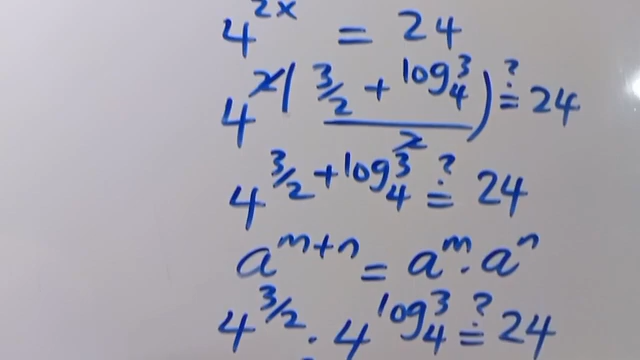 4^2x = 24
4^2(3/2 + log_4^3 / 2) ≟ 24
4^3/2 + log_4^3 ≟ 24
a^m+n = a^m · a^n
4^3/2 · 4^log_4^3 ≟ 24